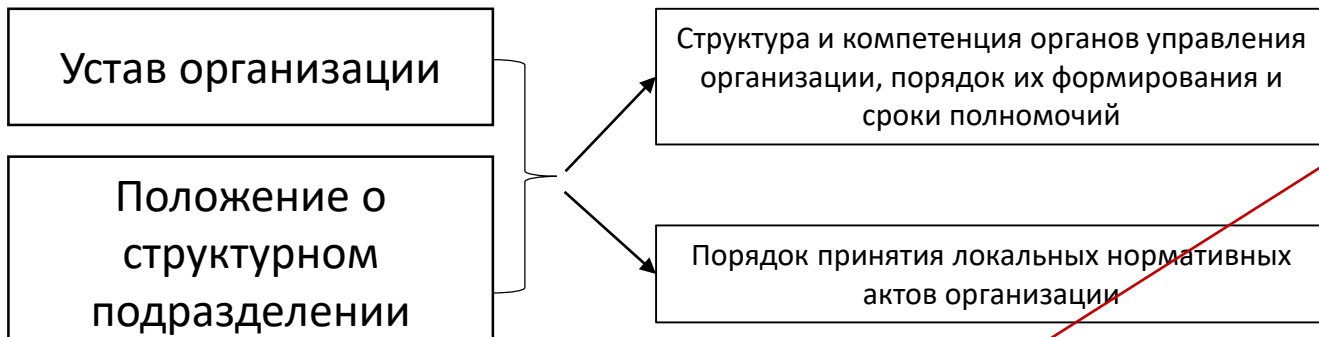 Устав организации
Положение о
структурном
подразделении
Структура и компетенция органов управления
организации, порядок их формирования и
сроки полномочий
Порядок принятия локальных нормативных
актов организации